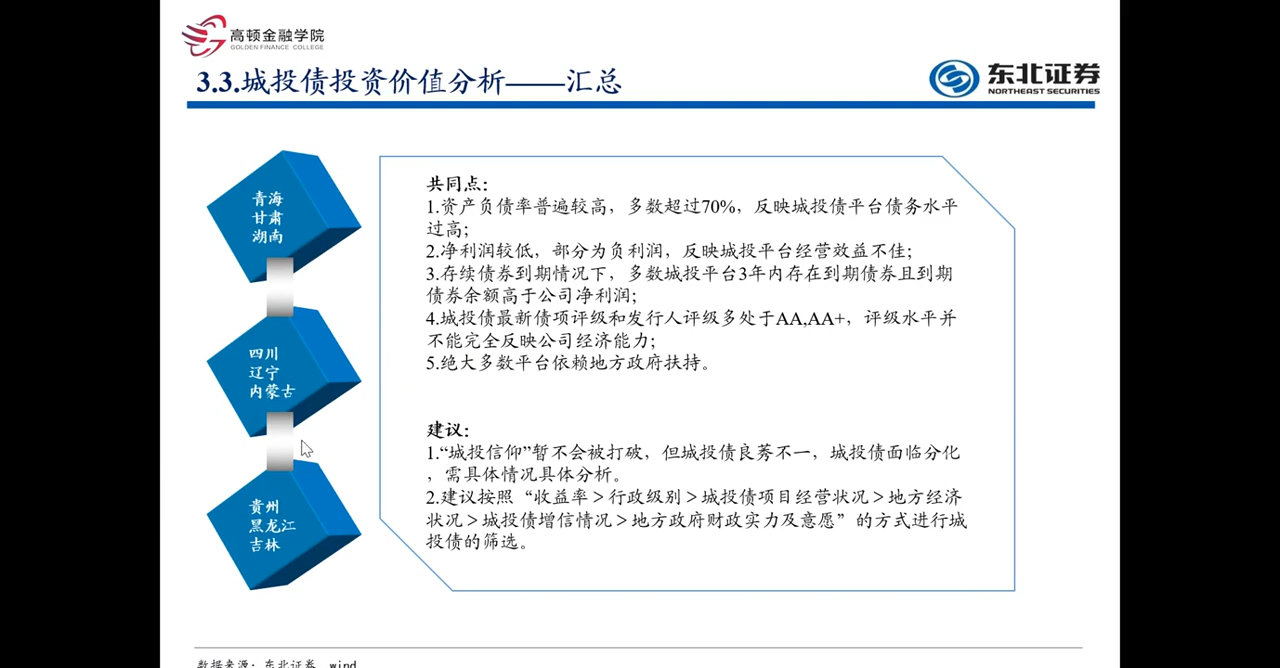 高顿金融学院
GOLDEN FINANCE COLLEGE
3.3.城投债投资价值分析——汇总
东北证券
NORTHEAST SECURITIES
青海
甘肃
湖南
四川
辽宁
内蒙古
贵州
黑龙江
吉林
共同点：
1.资产负债率普遍较高，多数超过70%，反映城投债平台债务水平
过高；
2.净利润较低，部分为负利润，反映城投平台经营效益不佳；
3.存续债券到期情况下，多数城投平台3年内存在到期债券且到期
债券余额高于公司净利润；
4.城投债最新债项评级和发行人评级多处于AA,AA+，评级水平并
不能完全反映公司经济能力；
5.绝大多数平台依赖地方政府扶持。
建议：
1.“城投信仰”暂不会被打破，但城投债良莠不一，城投债面临分化
，需具体情况具体分析。
2.建议按照“收益率＞行政级别＞城投债项目经营状况＞地方经济
状况＞城投债增信情况＞地方政府财政实力及意愿”的方式进行城
投债的筛选。
数据来源：东北证券，wind